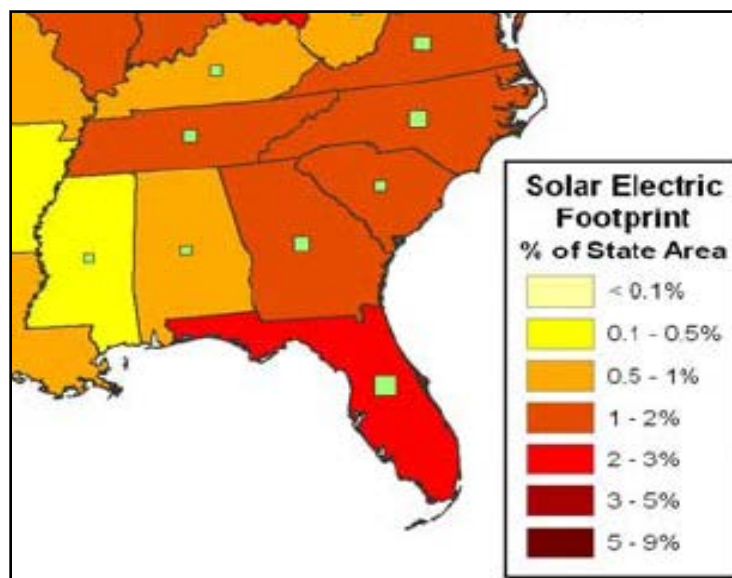 Solar Electric
Footprint
% of State Area
< 0.1%
0.1 - 0.5%
0.5 - 1%
1 - 2%
2 - 3%
3 - 5%
5 - 9%